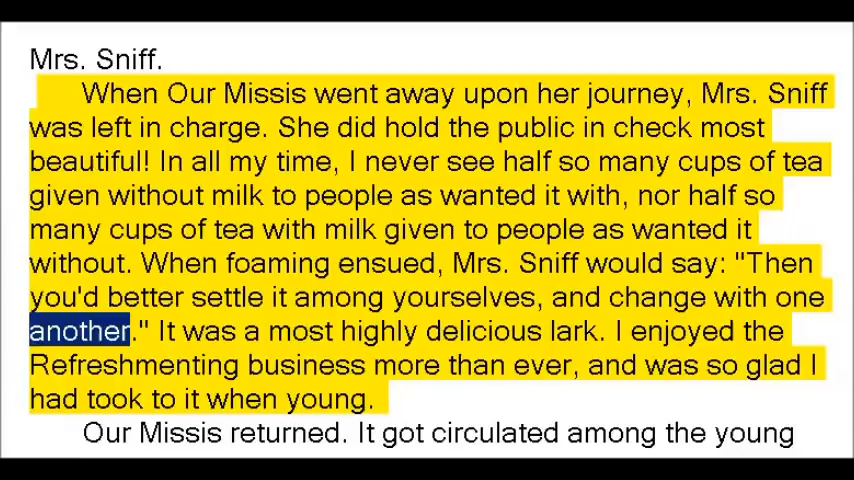 Mrs. Sniff.
When Our Missis went away upon her journey, Mrs. Sniff
was left in charge. She did hold the public in check most
beautiful! In all my time, I never see half so many cups of tea
given without milk to people as wanted it with, nor half so
many cups of tea with milk given to people as wanted it
without. When foaming ensued, Mrs. Sniff would say: "Then
you'd better settle it among yourselves, and change with one
another." It was a most highly delicious lark. I enjoyed the
Refreshmenting business more than ever, and was so glad I
had took to it when young.
Our Missis returned. It got circulated among the young